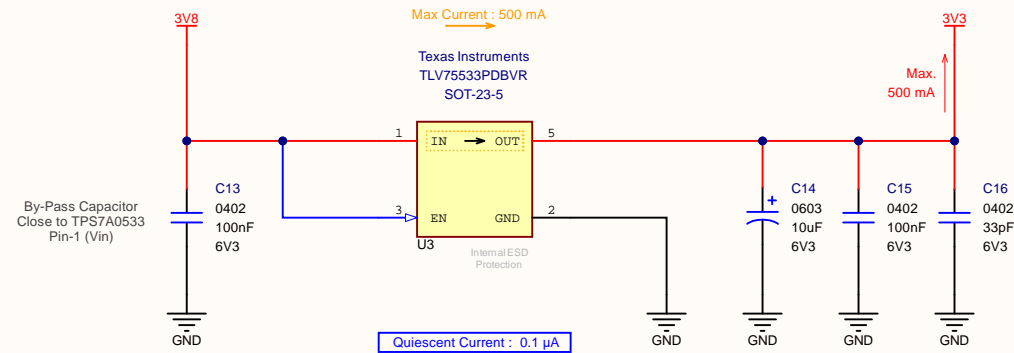 Max Current : 500 mA
3V8
3V3
Texas Instruments
TLV75533PDBVR
SOT-23-5
Max.
500 mA
1
IN
OUT
5
3
EN
GND
2
U3
Internal ESD
Protection
By-Pass Capacitor
Close to TPS7A0533
Pin-1 (Vin)
C13
0402
100nF
6V3
+
C14
0603
10uF
6V3
C15
0402
100nF
6V3
C16
0402
33pF
6V3
GND
GND
GND
GND
GND
Quiescent Current : 0.1 µA